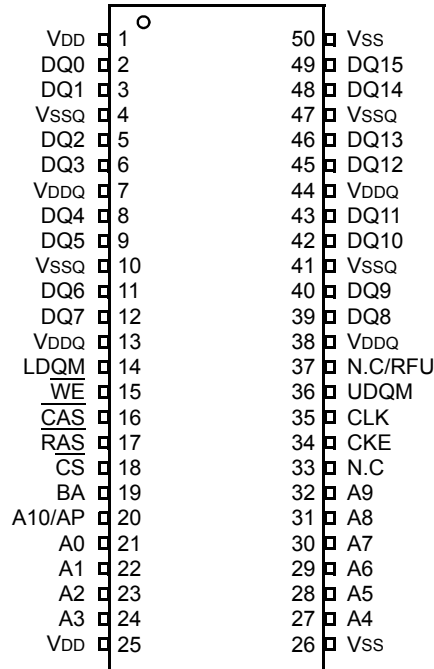 VDD 1 50 VSS
DQ0 2 49 DQ15
DQ1 3 48 DQ14
VSSQ 4 47 VSSQ
DQ2 5 46 DQ13
DQ3 6 45 DQ12
VDDQ 7 44 VDDQ
DQ4 8 43 DQ11
DQ5 9 42 DQ10
VSSQ 10 41 VSSQ
DQ6 11 40 DQ9
DQ7 12 39 DQ8
VDDQ 13 38 VDDQ
LDQM 14 37 N.C/RFU
W̅E̅ 15 36 UDQM
C̅A̅S̅ 16 35 CLK
R̅A̅S̅ 17 34 CKE
C̅S̅ 18 33 N.C
BA 19 32 A9
A10/AP 20 31 A8
A0 21 30 A7
A1 22 29 A6
A2 23 28 A5
A3 24 27 A4
VDD 25 26 VSS